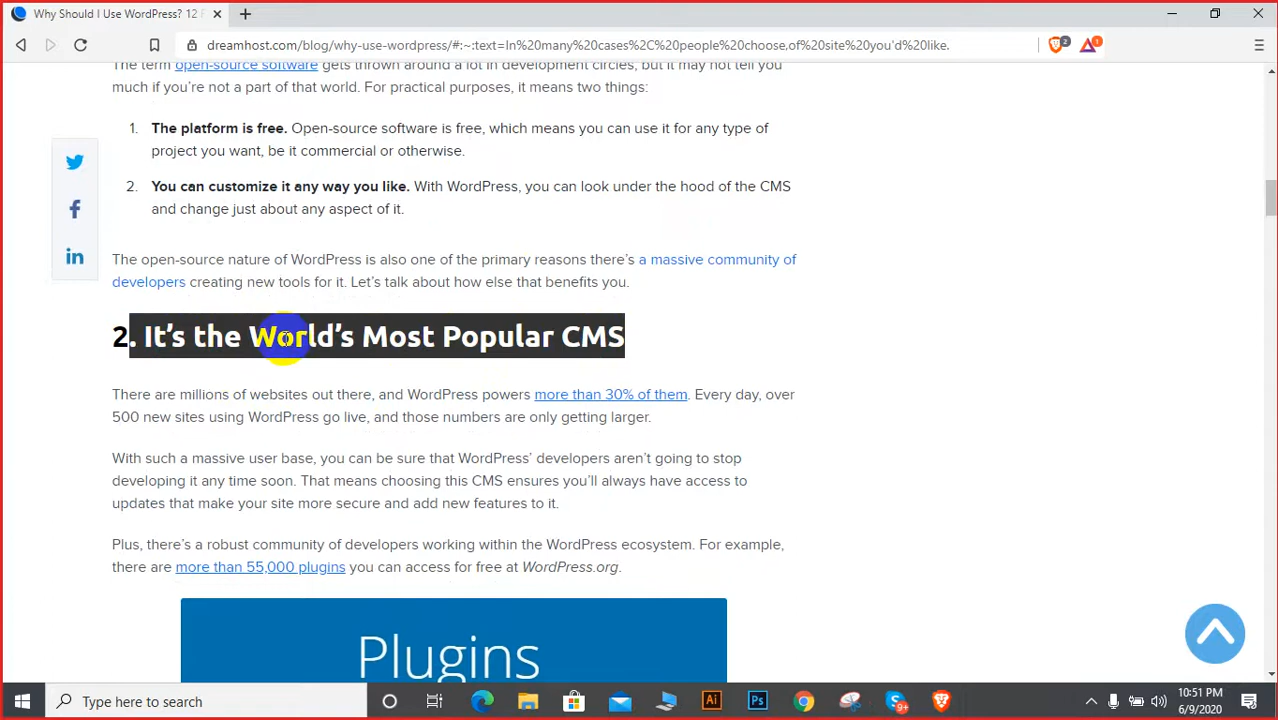 Why Should I Use WordPress? 12
dreamhost.com/blog/why-use-wordpress/#:~:text=In%20many%20cases%2C%20people%20choose,of%20site%20you'd%20like.
2
1
The term open-source software gets thrown around a lot in development circles, but it may not tell you
much if you're not a part of that world. For practical purposes, it means two things:
1. The platform is free. Open-source software is free, which means you can use it for any type of
project you want, be it commercial or otherwise.
2. You can customize it any way you like. With WordPress, you can look under the hood of the CMS
and change just about any aspect of it.
The open-source nature of WordPress is also one of the primary reasons there's a massive community of
developers creating new tools for it. Let's talk about how else that benefits you.
2. It's the World's Most Popular CMS
There are millions of websites out there, and WordPress powers more than 30% of them. Every day, over
500 new sites using WordPress go live, and those numbers are only getting larger.
With such a massive user base, you can be sure that WordPress' developers aren't going to stop
developing it any time soon. That means choosing this CMS ensures you'll always have access to
updates that make your site more secure and add new features to it.
Plus, there's a robust community of developers working within the WordPress ecosystem. For example,
there are more than 55,000 plugins you can access for free at WordPress.org.
Plugins
Type here to search
Ai
Ps
9+
10:51 PM
6/9/2020